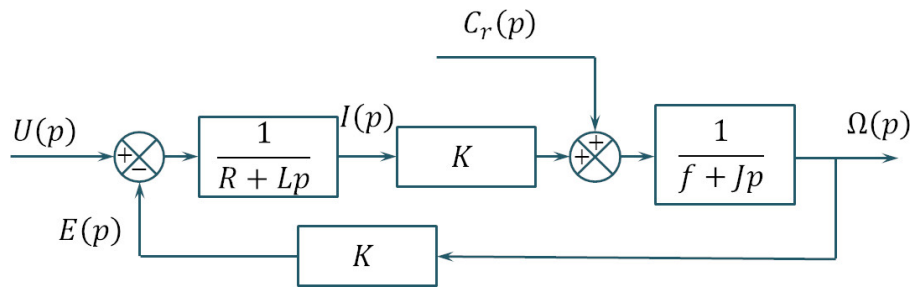 C_r(p)
U(p)
+
−
1
R + Lp
I(p)
K
+
+
1
f + Jp
Ω(p)
E(p)
K